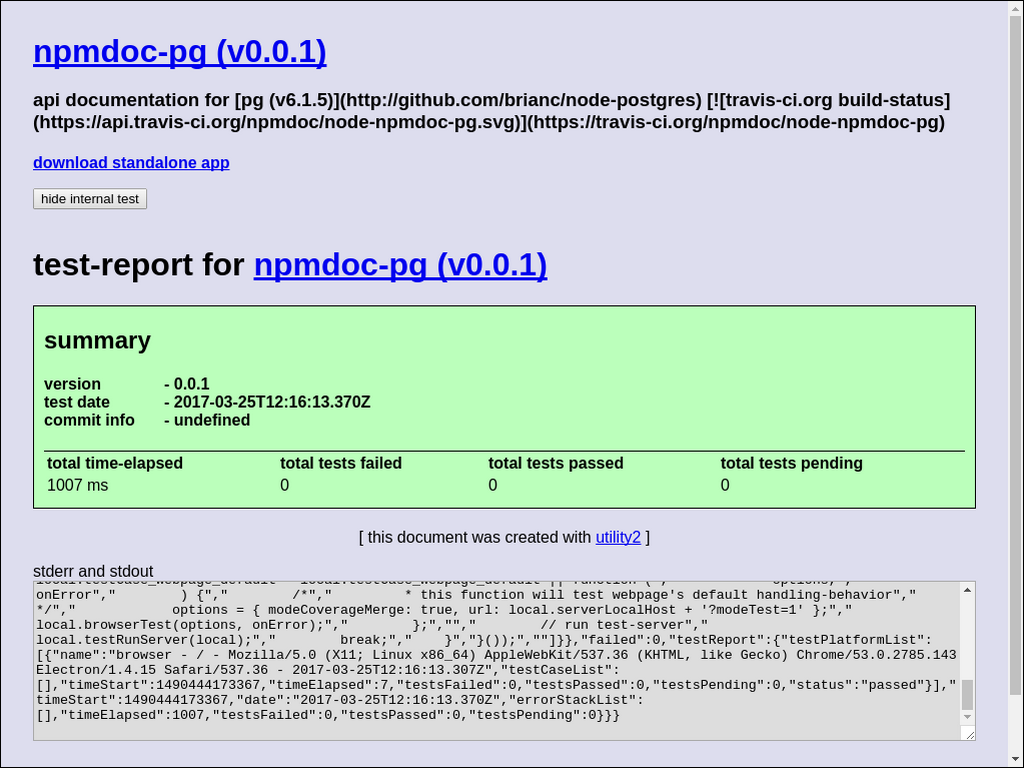 npmdoc-pg (v0.0.1)
api documentation for [pg (v6.1.5)](http://github.com/brianc/node-postgres) [![travis-ci.org build-status]
(https://api.travis-ci.org/npmdoc/node-npmdoc-pg.svg)](https://travis-ci.org/npmdoc/node-npmdoc-pg)
download standalone app
hide internal test
test-report for npmdoc-pg (v0.0.1)
summary
version - 0.0.1
test date - 2017-03-25T12:16:13.370Z
commit info - undefined
total time-elapsed total tests failed total tests passed total tests pending
1007 ms 0 0 0
[ this document was created with utility2 ]
stderr and stdout
local.testCase_webpage_default = local.testCase_webpage_default || function (","            options,","
onError","        ) {","        /*","         * this function will test webpage's default handling-behavior","
*/","            options = { modeCoverageMerge: true, url: local.serverLocalHost + '?modeTest=1' };","
local.browserTest(options, onError);","        };","","        // run test-server","
local.testRunServer(local);","        break;","    }","}());",""]}},"failed":0,"testReport":{"testPlatformList":
[{"name":"browser - / - Mozilla/5.0 (X11; Linux x86_64) AppleWebKit/537.36 (KHTML, like Gecko) Chrome/53.0.2785.143
Electron/1.4.15 Safari/537.36 - 2017-03-25T12:16:13.307Z","testCaseList":
[],"timeStart":1490444173367,"timeElapsed":7,"testsFailed":0,"testsPassed":0,"testsPending":0,"status":"passed"}],"
timeStart":1490444173367,"date":"2017-03-25T12:16:13.370Z","errorStackList":
[],"timeElapsed":1007,"testsFailed":0,"testsPassed":0,"testsPending":0}}}